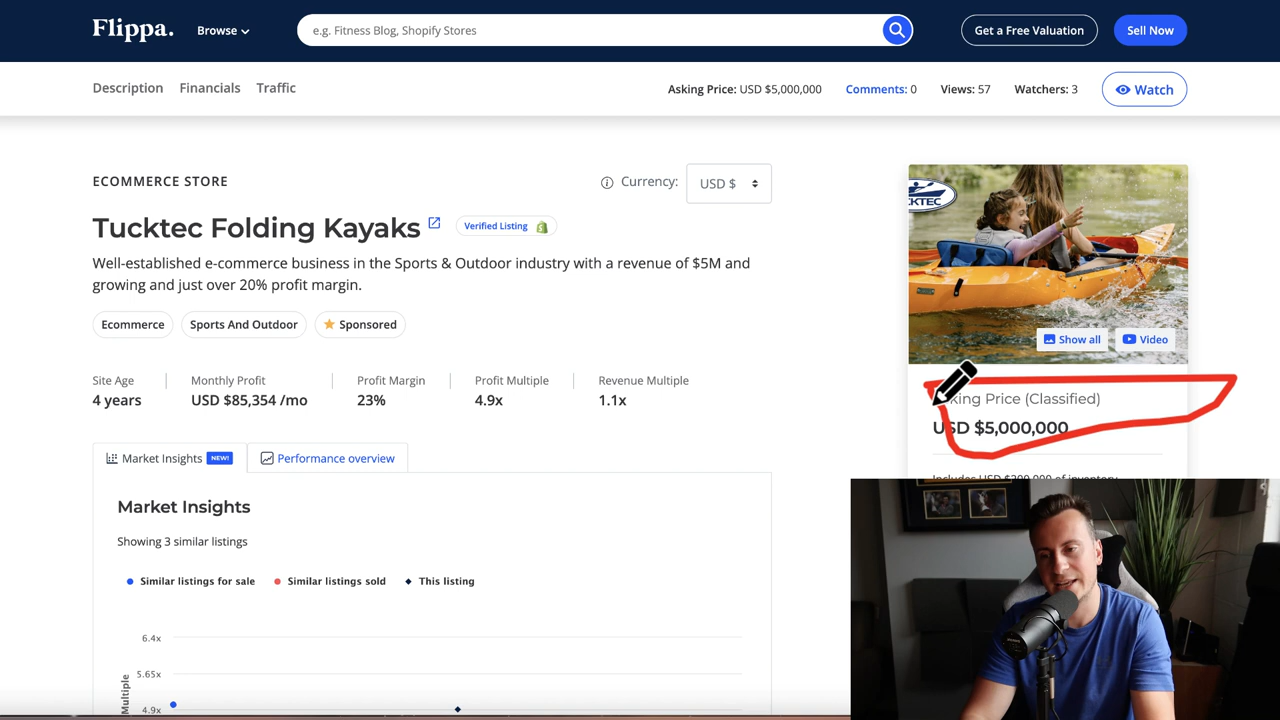 Flippa.
Browse
e.g. Fitness Blog, Shopify Stores
Get a Free Valuation
Sell Now
Description
Financials
Traffic
Asking Price: USD $5,000,000
Comments: 0
Views: 57
Watchers: 3
Watch
ECOMMERCE STORE
Currency:
USD $
Tucktec Folding Kayaks
Verified Listing
Well-established e-commerce business in the Sports & Outdoor industry with a revenue of $5M and
growing and just over 20% profit margin.
Ecommerce
Sports And Outdoor
Sponsored
Site Age
4 years
Monthly Profit
USD $85,354 /mo
Profit Margin
23%
Profit Multiple
4.9x
Revenue Multiple
1.1x
Show all
Video
Price (Classified)
USD $5,000,000
Market Insights NEW!
Performance overview
Market Insights
Showing 3 similar listings
Similar listings for sale
Similar listings sold
This listing
6.4x
5.65x
4.9x
Multiple